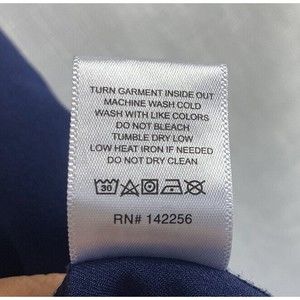 TURN GARMENT INSIDE OUT
MACHINE WASH COLD
WASH WITH LIKE COLORS
DO NOT BLEACH
TUMBLE DRY LOW
LOW HEAT IRON IF NEEDED
DO NOT DRY CLEAN
30
RN# 142256